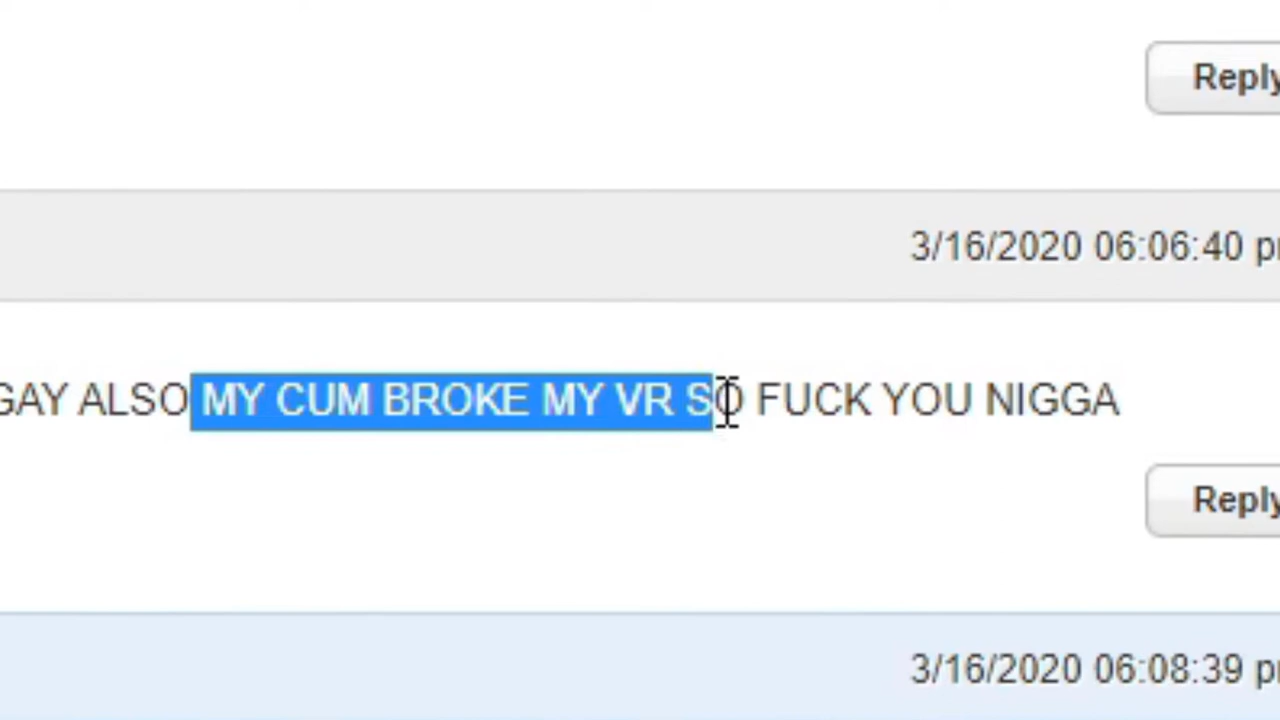 Reply
3/16/2020 06:06:40
GAY ALSO MY CUM BROKE MY VR SO FUCK YOU NIGGA
Reply
3/16/2020 06:08:39